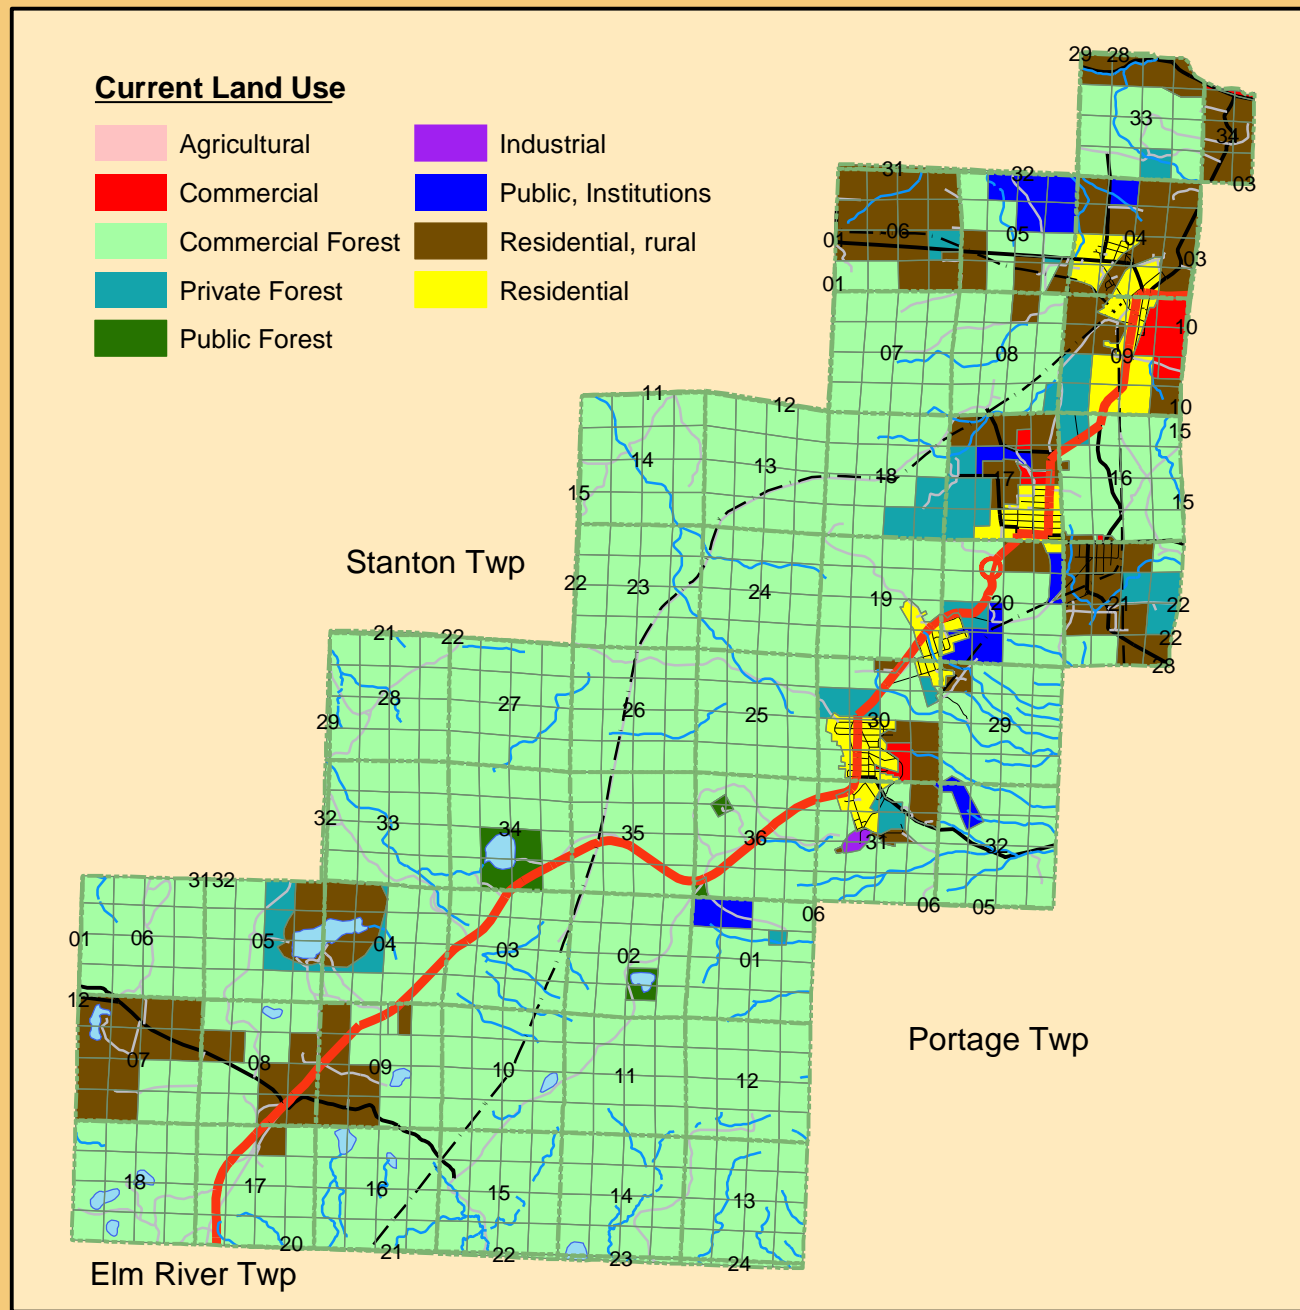 Current Land Use
Agricultural
Industrial
Commercial
Public, Institutions
Commercial Forest
Residential, rural
Private Forest
Residential
Public Forest
29 28
33
34
03
31 32
01 06 05 04
03
01
10
07 08 09
10
11 12
15
14 13 18 17 16
15 15
Stanton Twp
22 23 24 19 20 21 22
22
28
21 22
28 27 26 25 30 29
29
32 33 34 35 36 31 32
3132
06 06 05
01 06 05 04 03 02 01
12
Portage Twp
07 08 09 10 11 12
18 17 16 15 14 13
20 21 22 23 24
Elm River Twp